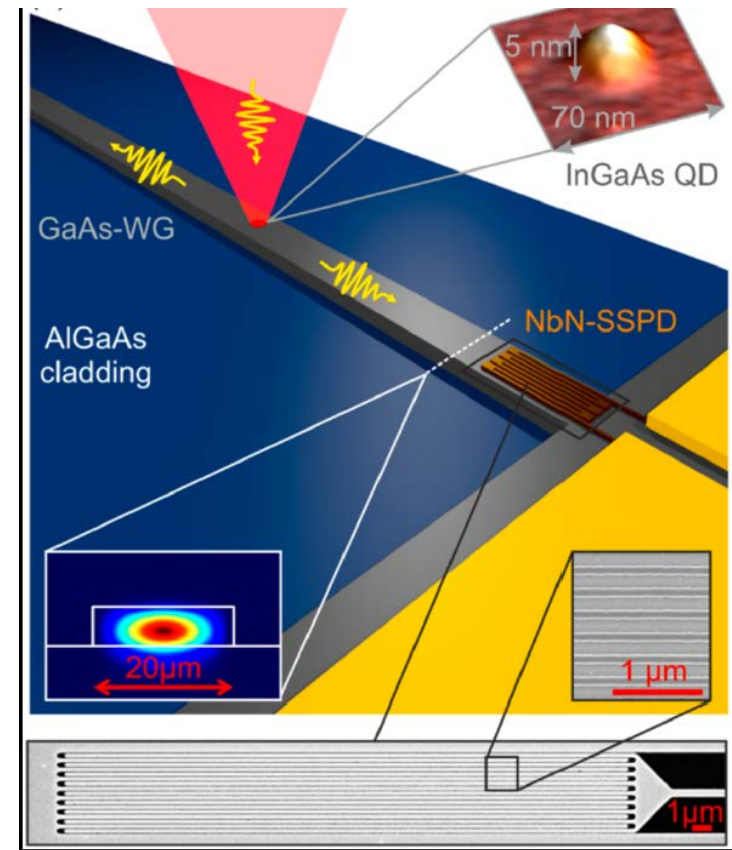 5 nm
70 nm
InGaAs QD
GaAs-WG
NbN-SSPD
AlGaAs
cladding
20μm
1 μm
1μm